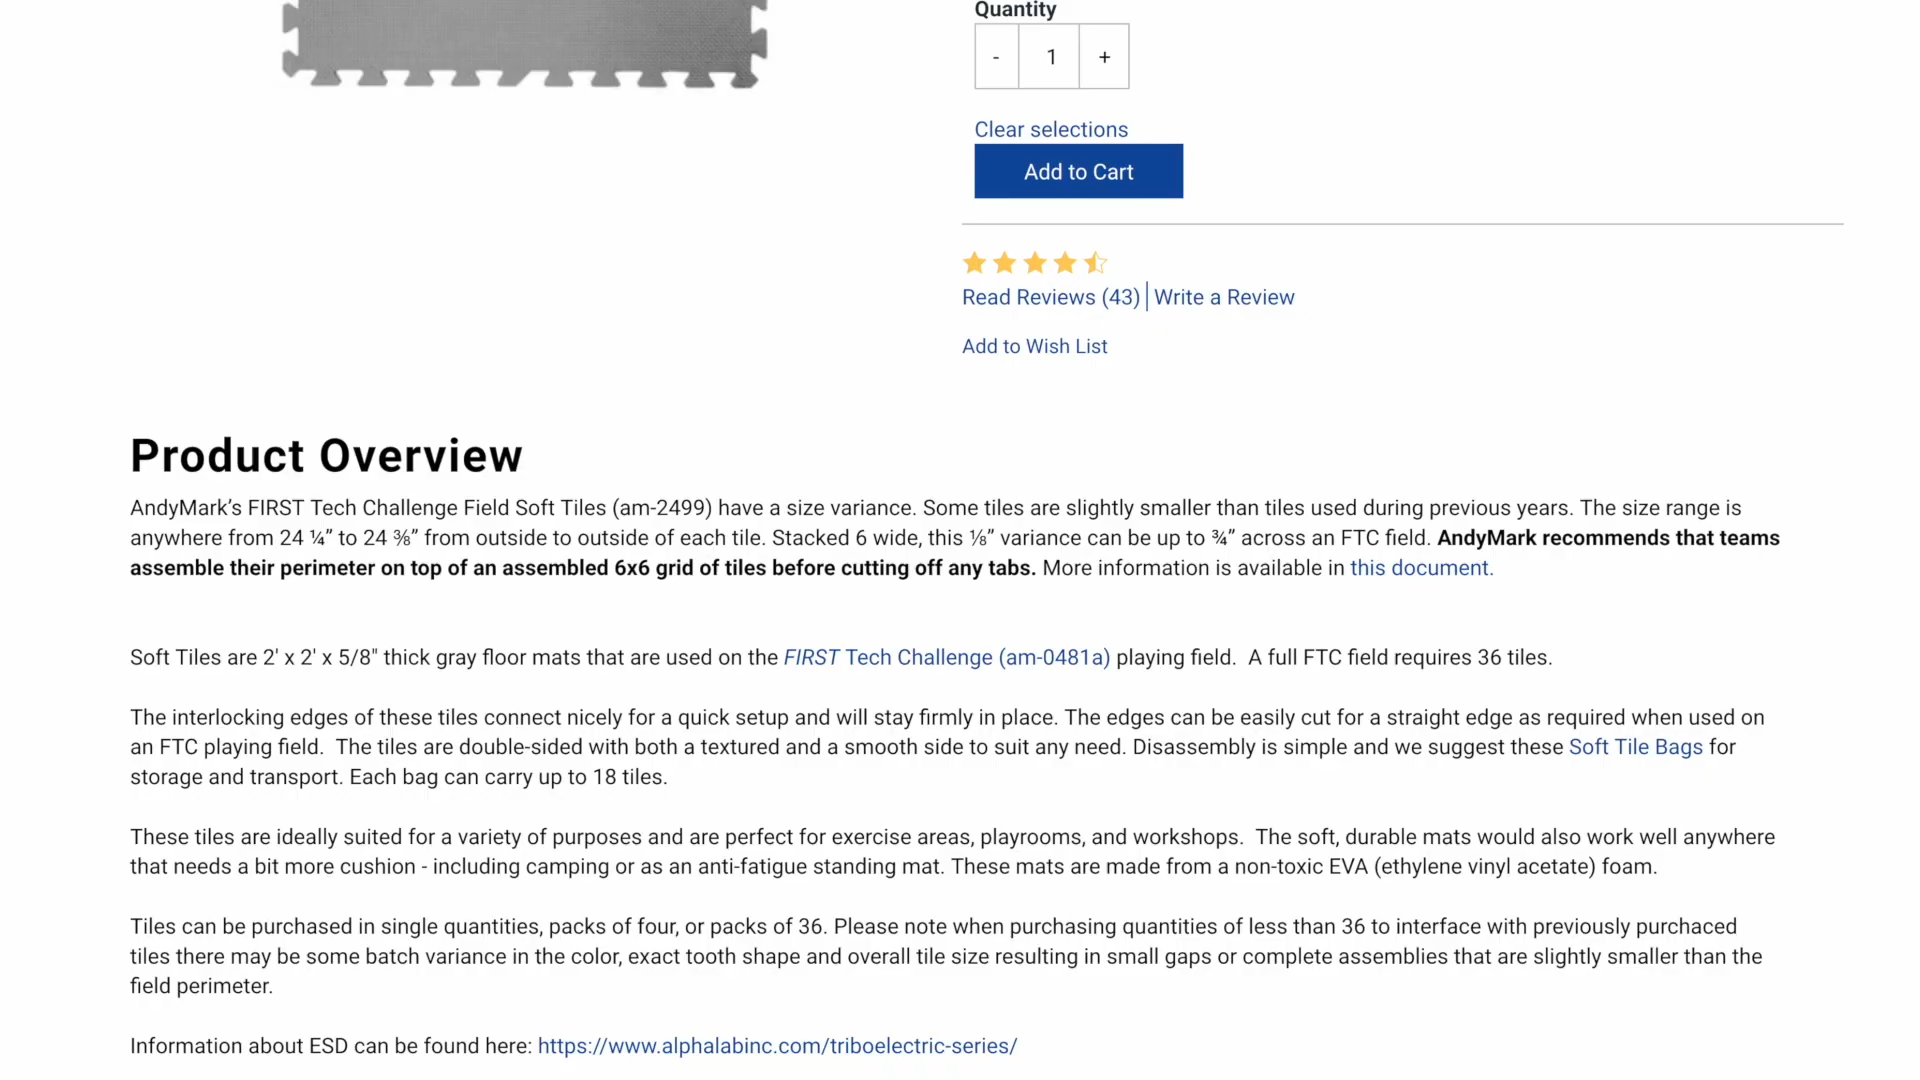 Quantity
- 1 +
Clear selections
Add to Cart
Read Reviews (43) Write a Review
Add to Wish List
Product Overview
AndyMark’s FIRST Tech Challenge Field Soft Tiles (am-2499) have a size variance. Some tiles are slightly smaller than tiles used during previous years. The size range is
anywhere from 24 ¼” to 24 ⅜” from outside to outside of each tile. Stacked 6 wide, this ⅛” variance can be up to ¾” across an FTC field. AndyMark recommends that teams
assemble their perimeter on top of an assembled 6x6 grid of tiles before cutting off any tabs. More information is available in this document.
Soft Tiles are 2' x 2' x 5/8" thick gray floor mats that are used on the FIRST Tech Challenge (am-0481a) playing field. A full FTC field requires 36 tiles.
The interlocking edges of these tiles connect nicely for a quick setup and will stay firmly in place. The edges can be easily cut for a straight edge as required when used on
an FTC playing field. The tiles are double-sided with both a textured and a smooth side to suit any need. Disassembly is simple and we suggest these Soft Tile Bags for
storage and transport. Each bag can carry up to 18 tiles.
These tiles are ideally suited for a variety of purposes and are perfect for exercise areas, playrooms, and workshops. The soft, durable mats would also work well anywhere
that needs a bit more cushion - including camping or as an anti-fatigue standing mat. These mats are made from a non-toxic EVA (ethylene vinyl acetate) foam.
Tiles can be purchased in single quantities, packs of four, or packs of 36. Please note when purchasing quantities of less than 36 to interface with previously purchaced
tiles there may be some batch variance in the color, exact tooth shape and overall tile size resulting in small gaps or complete assemblies that are slightly smaller than the
field perimeter.
Information about ESD can be found here: https://www.alphalabinc.com/triboelectric-series/